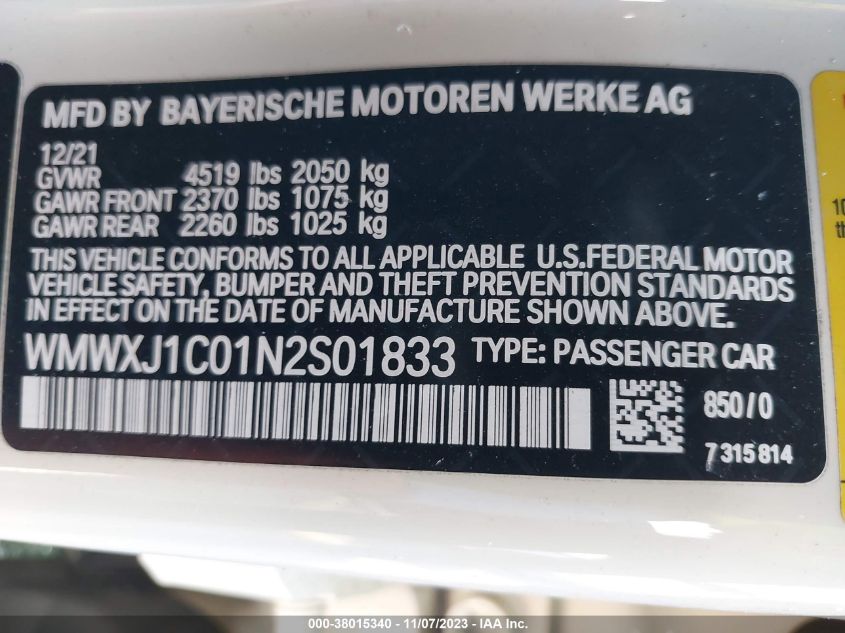 MFD BY BAYERISCHE MOTOREN WERKE AG
12/21
GVWR 4519 lbs 2050 kg
GAWR FRONT 2370 lbs 1075 kg
GAWR REAR 2260 lbs 1025 kg
THIS VEHICLE CONFORMS TO ALL APPLICABLE U.S.FEDERAL MOTOR
VEHICLE SAFETY, BUMPER AND THEFT PREVENTION STANDARDS
IN EFFECT ON THE DATE OF MANUFACTURE SHOWN ABOVE.
WMWXJ1C01N2S01833 TYPE: PASSENGER CAR
850/0
7 315 814
000-38015340 - 11/07/2023 - IAA Inc.